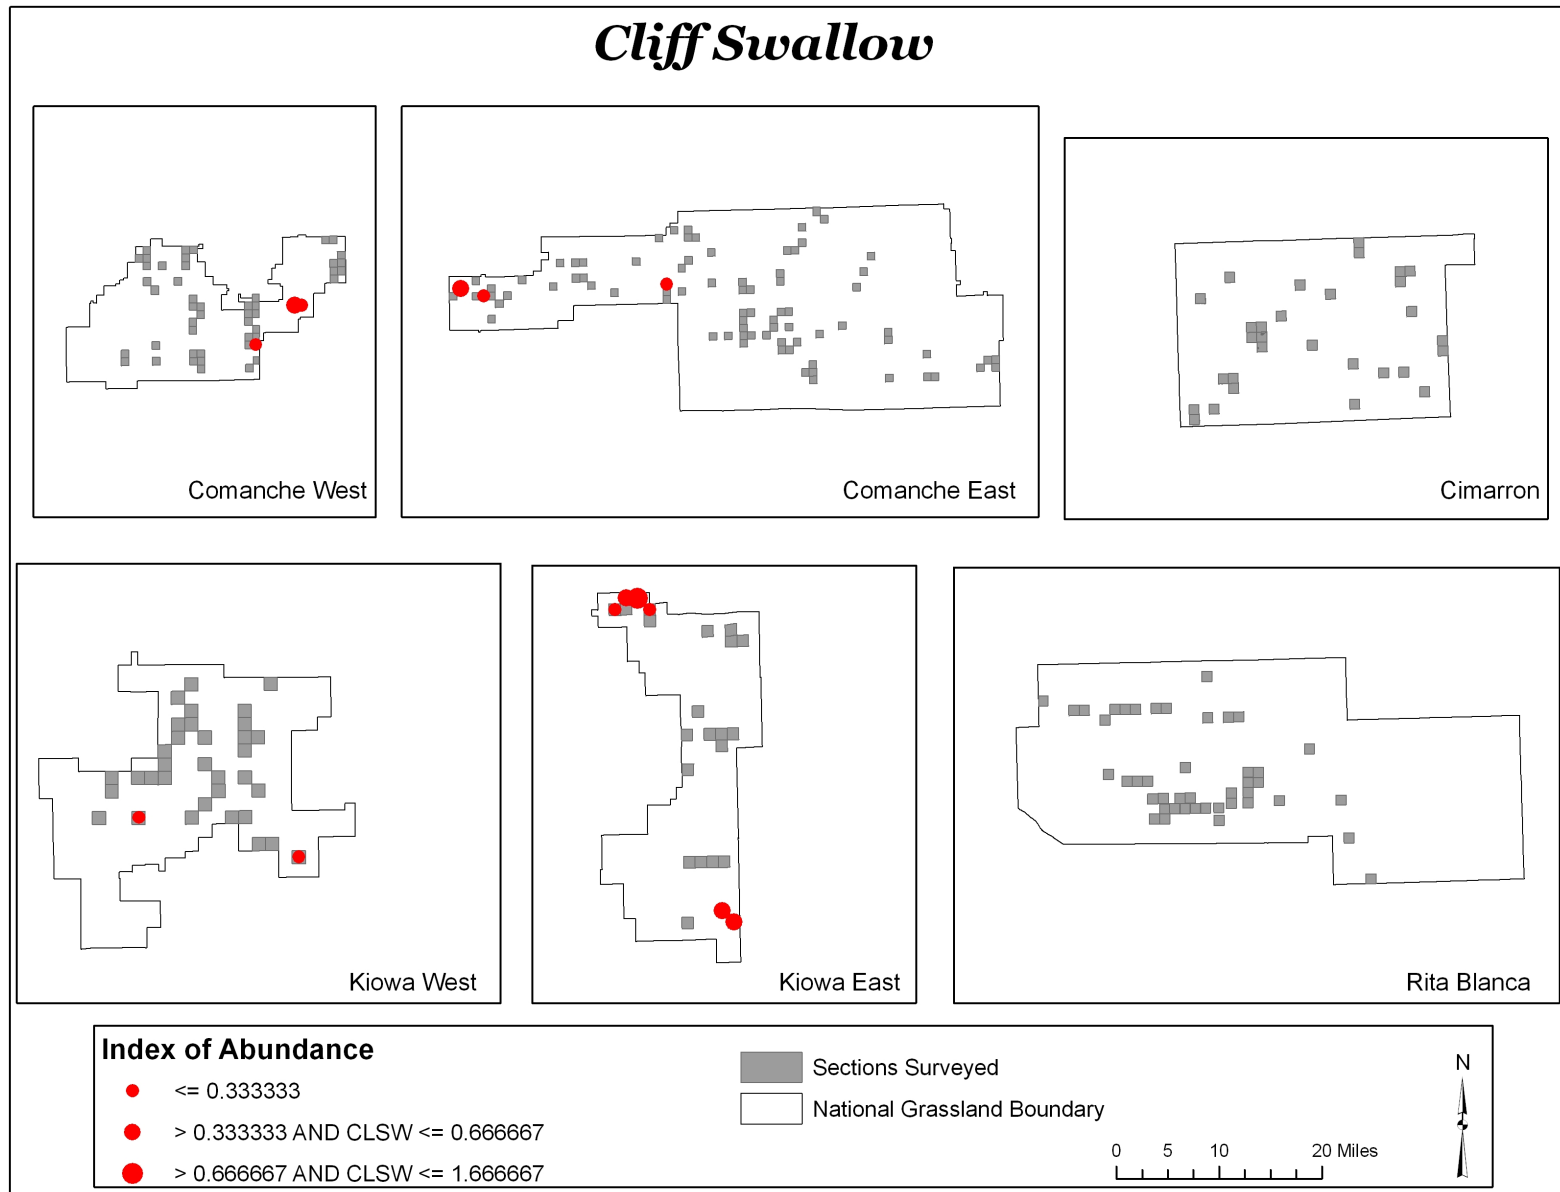 Cliff Swallow
Comanche West
Comanche East
Cimarron
Kiowa West
Kiowa East
Rita Blanca
Index of Abundance
<= 0.333333
> 0.333333 AND CLSW <= 0.666667
> 0.666667 AND CLSW <= 1.666667
Sections Surveyed
National Grassland Boundary
0 5 10 20 Miles
N